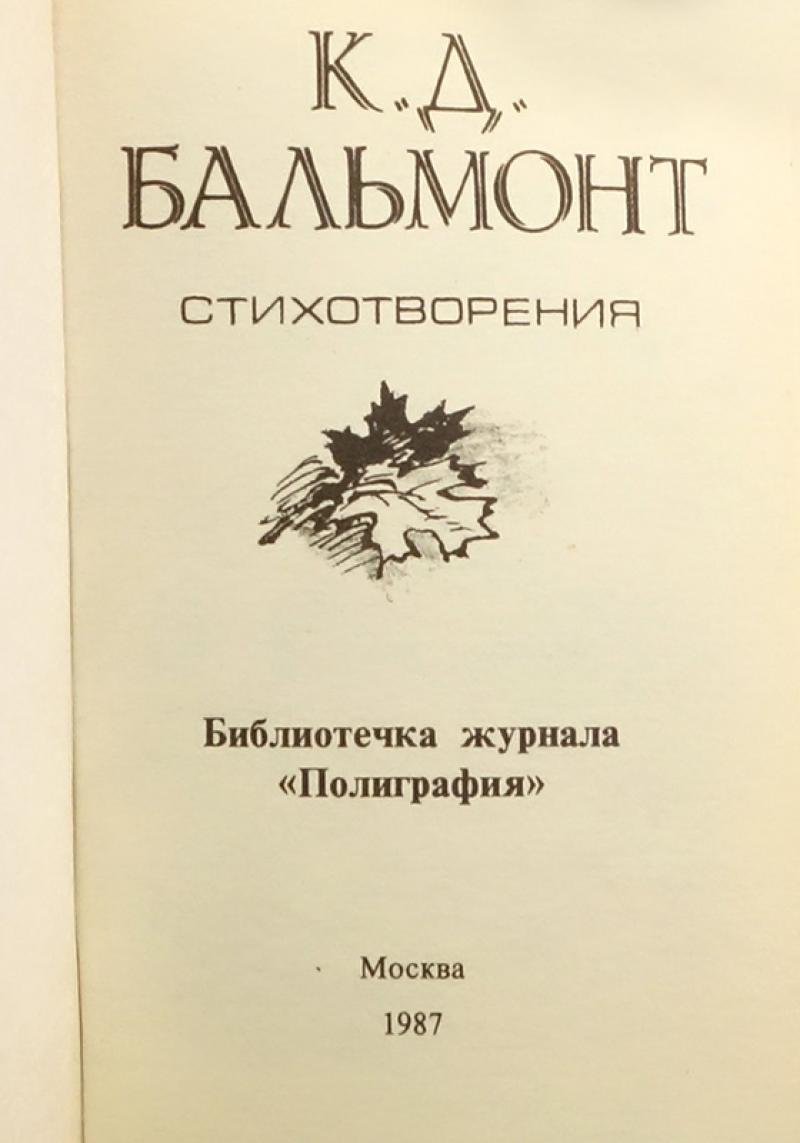 К. Д.
БАЛЬМОНТ
СТИХОТВОРЕНИЯ
Библиотечка журнала
«Полиграфия»
Москва
1987